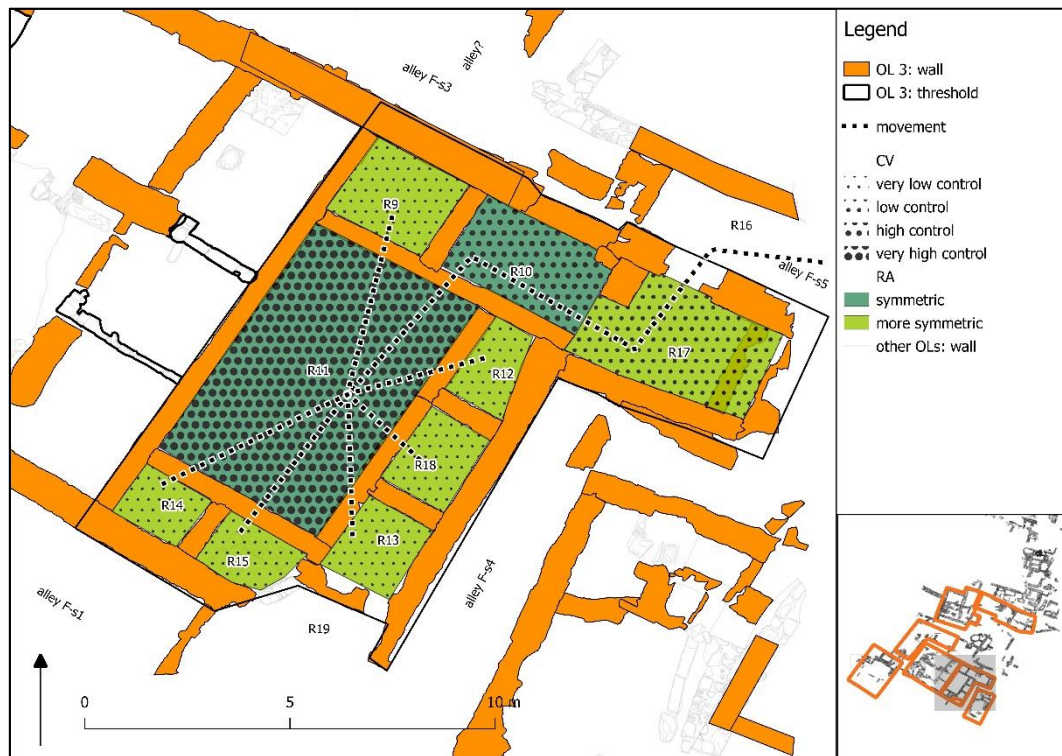 alley F-s3
alley?
R9
R10
R16
alley F-s5
R17
R11
R12
R18
R14
R13
R15
alley F-s4
alley F-s1
R19
0
5
10 m
Legend
OL 3: wall
OL 3: threshold
movement
CV
very low control
low control
high control
very high control
RA
symmetric
more symmetric
other OLs: wall